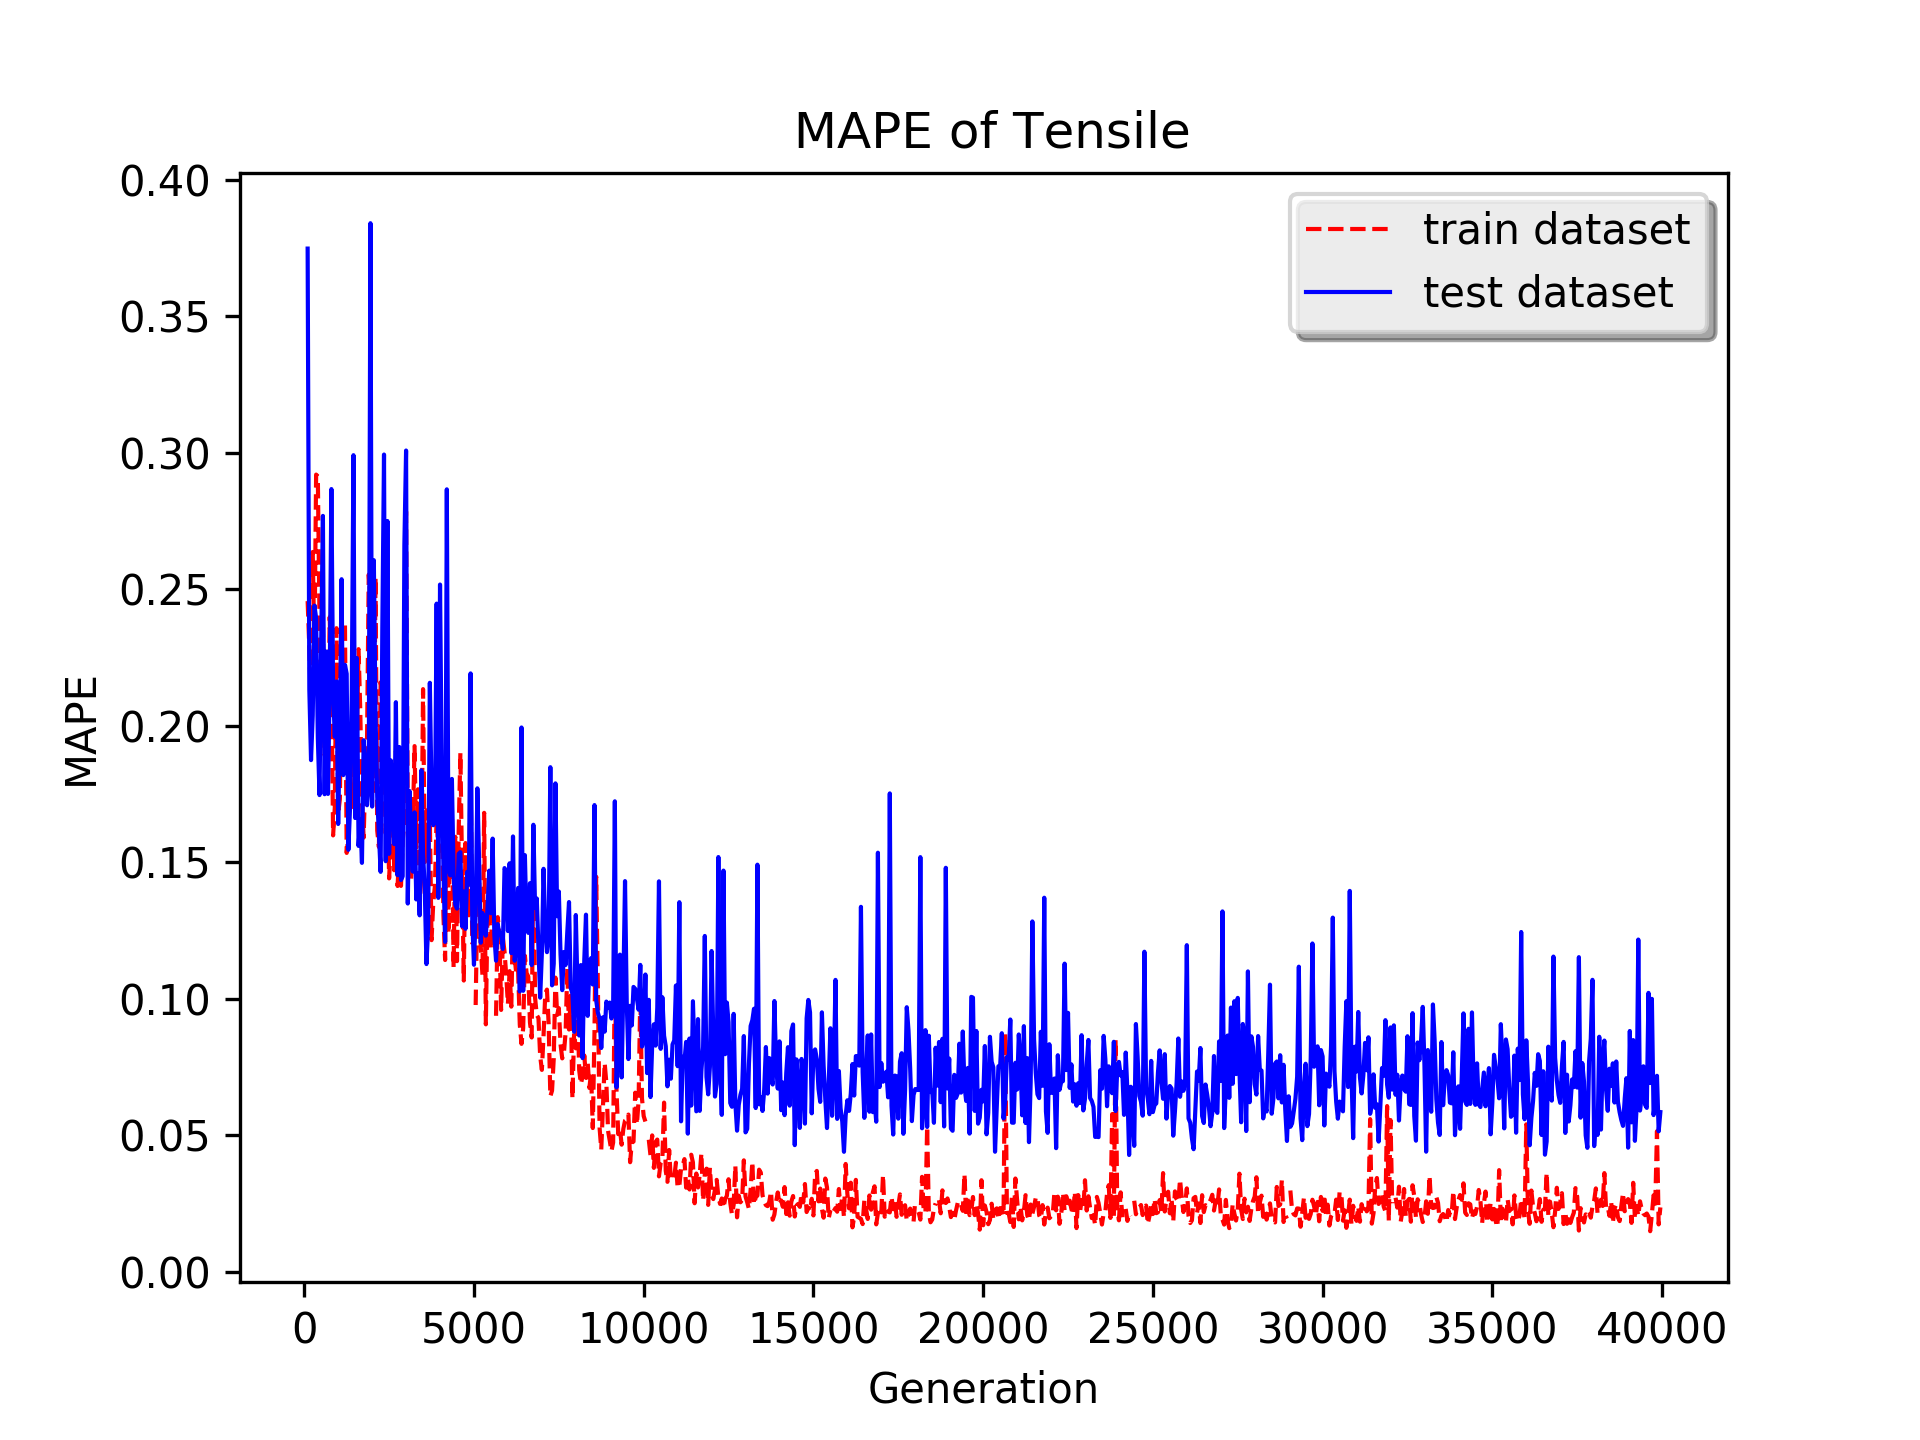 MAPE of Tensile
train dataset
test dataset
0.40
0.35
0.30
0.25
0.20
0.15
0.10
0.05
0.00
MAPE
0 5000 10000 15000 20000 25000 30000 35000 40000
Generation